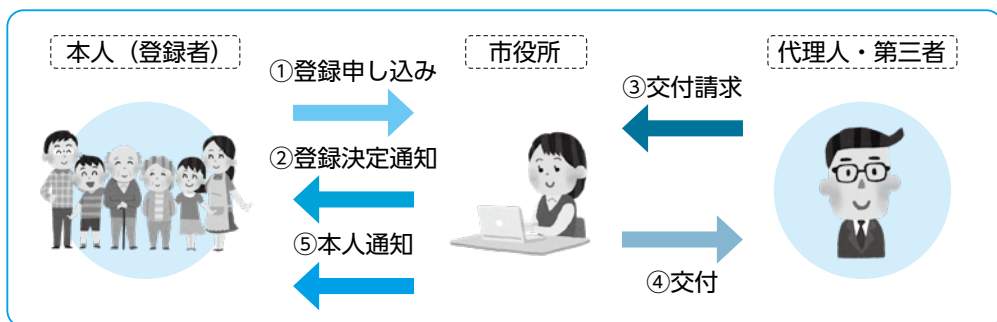 本人（登録者）
市役所
代理人・第三者
①登録申し込み
②登録決定通知
⑤本人通知
③交付請求
④交付